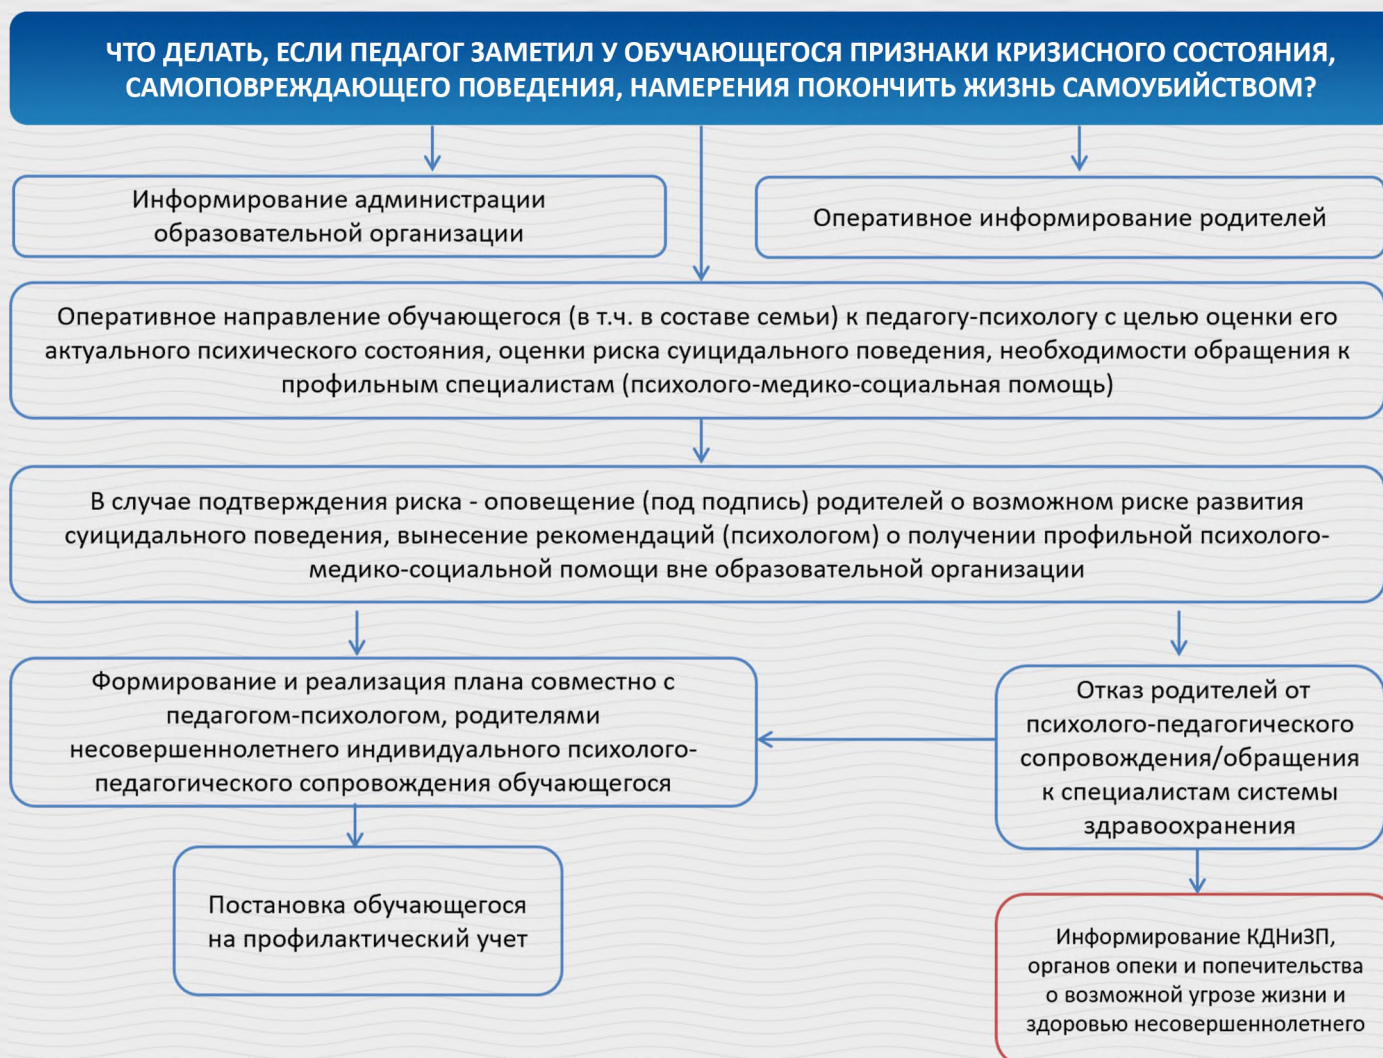 ЧТО ДЕЛАТЬ, ЕСЛИ ПЕДАГОГ ЗАМЕТИЛ У ОБУЧАЮЩЕГОСЯ ПРИЗНАКИ КРИЗИСНОГО СОСТОЯНИЯ,
САМОПОВРЕЖДАЮЩЕГО ПОВЕДЕНИЯ, НАМЕРЕНИЯ ПОКОНЧИТЬ ЖИЗНЬ САМОУБИЙСТВОМ?
Информирование администрации
образовательной организации
Оперативное информирование родителей
Оперативное направление обучающегося (в т.ч. в составе семьи) к педагогу-психологу с целью оценки его
актуального психического состояния, оценки риска суицидального поведения, необходимости обращения к
профильным специалистам (психолого-медико-социальная помощь)
В случае подтверждения риска - оповещение (под подпись) родителей о возможном риске развития
суицидального поведения, вынесение рекомендаций (психологом) о получении профильной психолого-
медико-социальной помощи вне образовательной организации
Формирование и реализация плана совместно с
педагогом-психологом, родителями
несовершеннолетнего индивидуального психолого-
педагогического сопровождения обучающегося
Отказ родителей от
психолого-педагогического
сопровождения/обращения
к специалистам системы
здравоохранения
Постановка обучающегося
на профилактический учет
Информирование КДНиЗП,
органов опеки и попечительства
о возможной угрозе жизни и
здоровью несовершеннолетнего